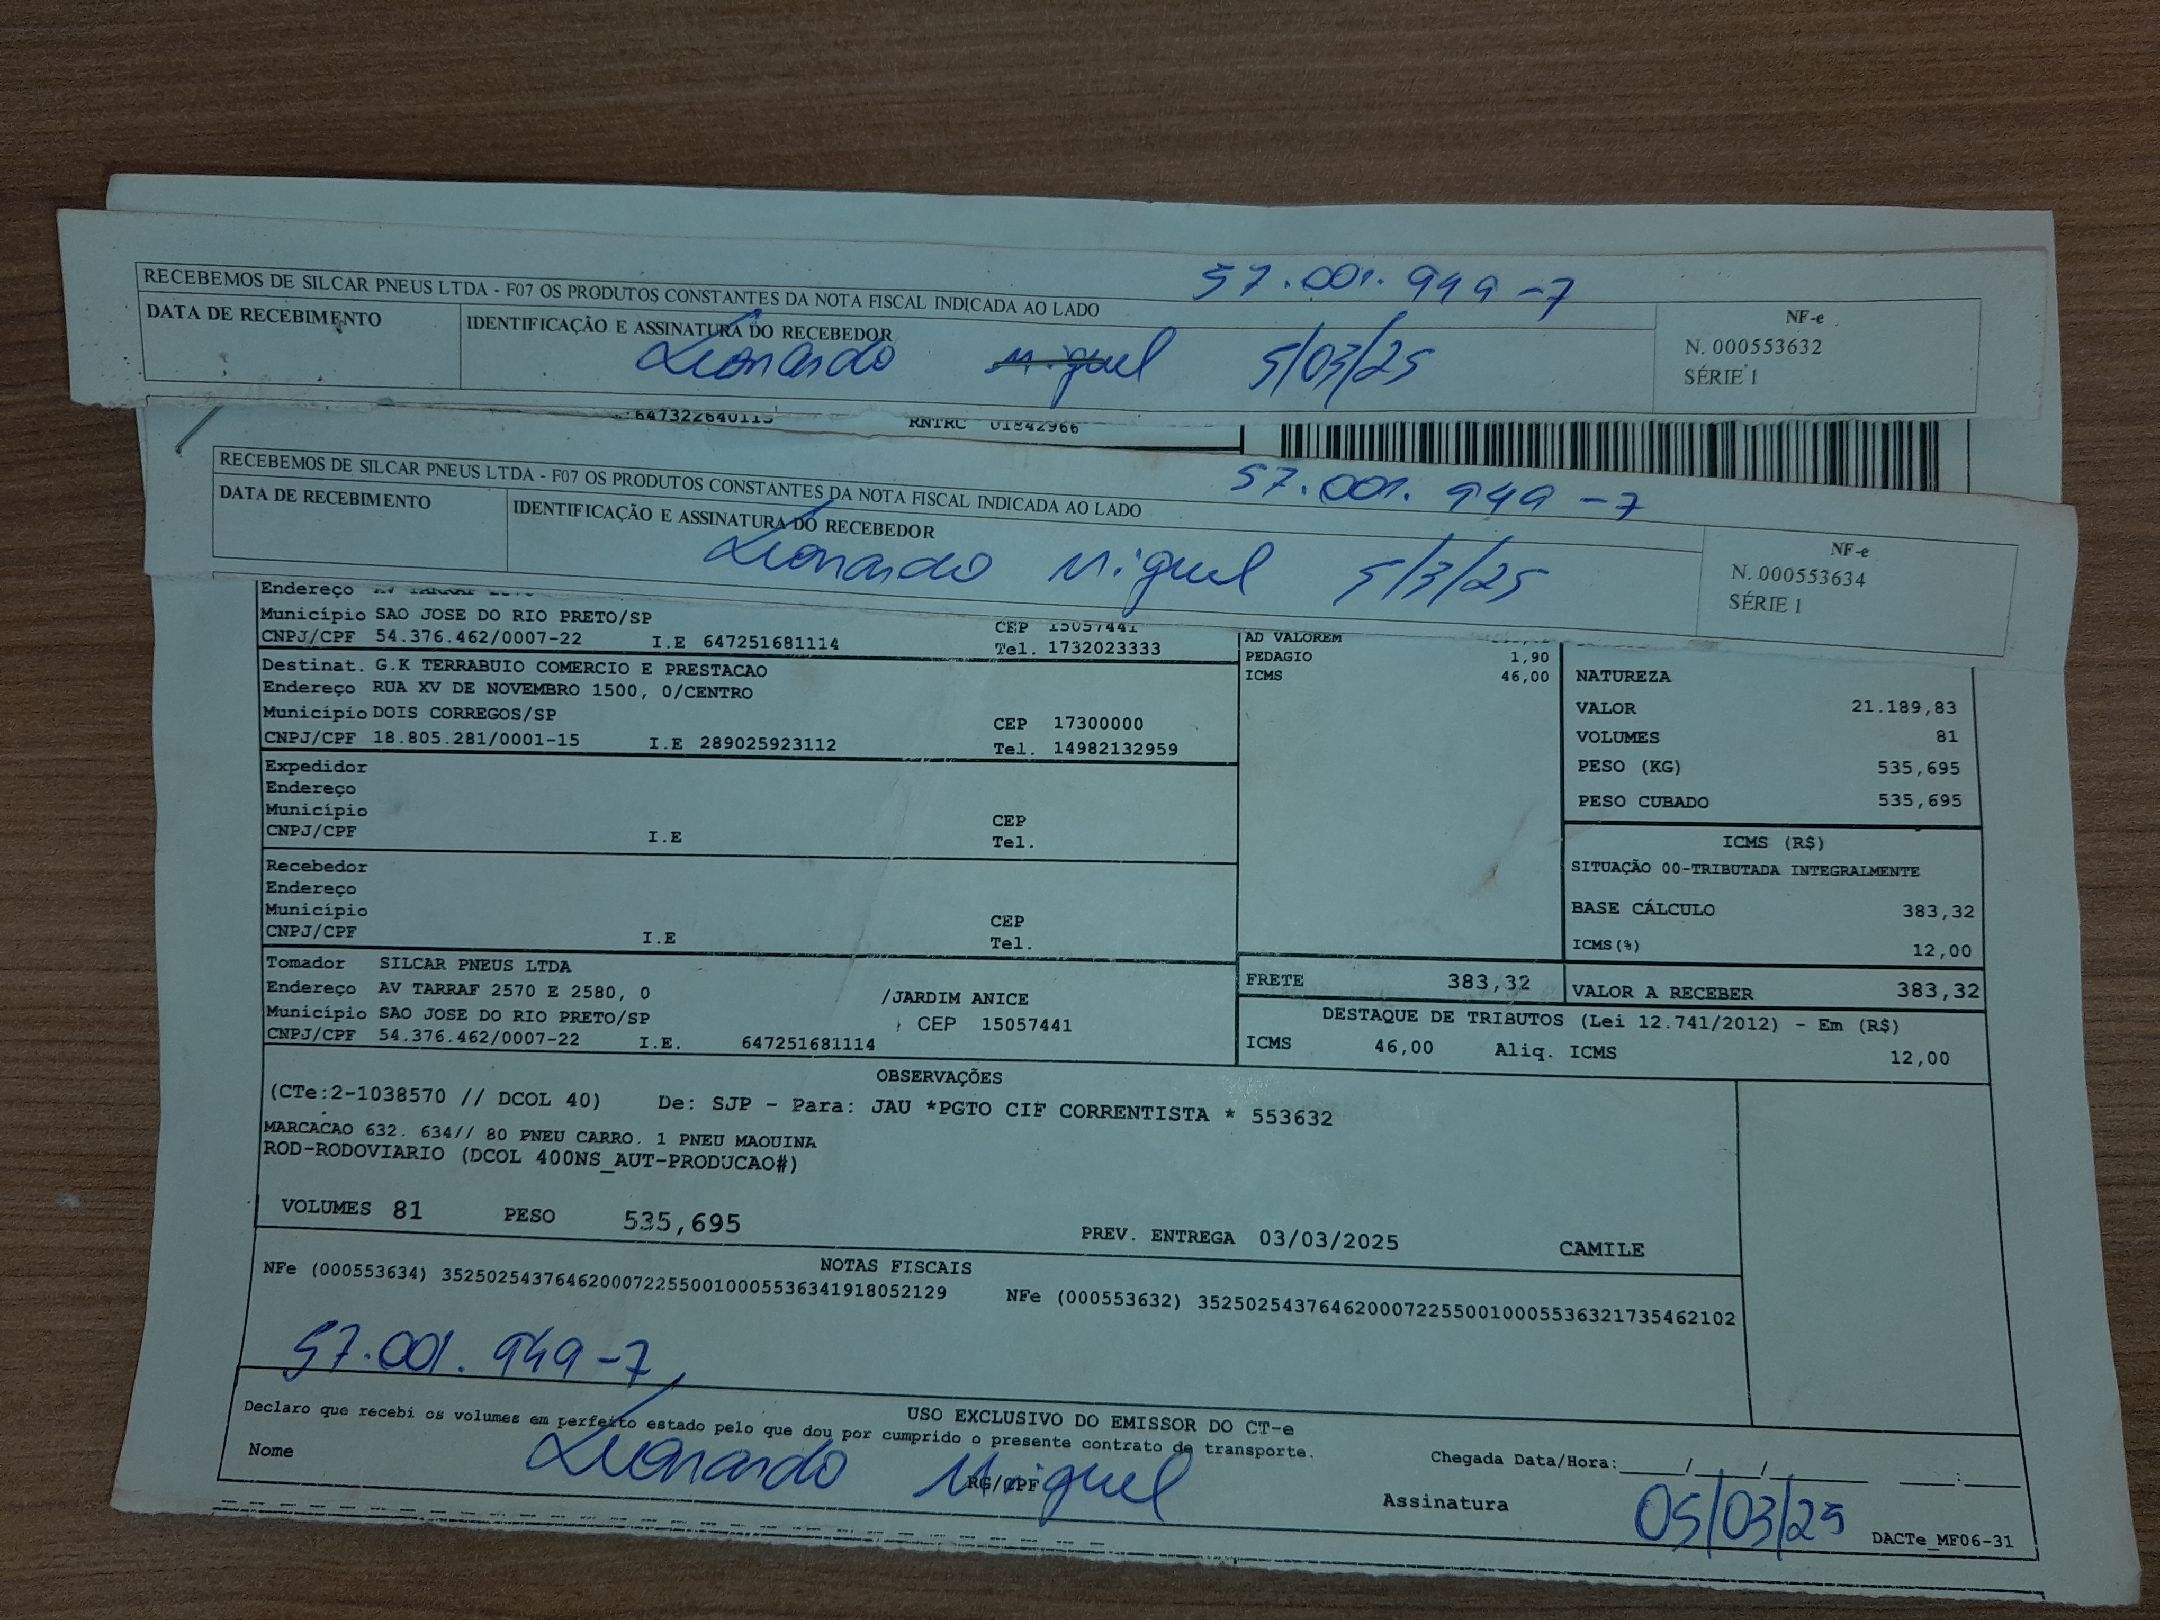 57.001.949-7
RECEBEMOS DE SILCAR PNEUS LTDA - F07 OS PRODUTOS CONSTANTES DA NOTA FISCAL INDICADA AO LADO
DATA DE RECEBIMENTO
IDENTIFICAÇÃO E ASSINATURA DO RECEBEDOR
Leonardo Miguel 5/03/25
NF-e
N. 000553632
SÉRIE 1
:647322640115 RNTRC 01842966
57.001.949-7
RECEBEMOS DE SILCAR PNEUS LTDA - F07 OS PRODUTOS CONSTANTES DA NOTA FISCAL INDICADA AO LADO
DATA DE RECEBIMENTO
IDENTIFICAÇÃO E ASSINATURA DO RECEBEDOR
Leonardo Miguel 5/3/25
NF-e
N. 000553634
SÉRIE 1
Endereço
Município SAO JOSE DO RIO PRETO/SP CEP 15057441
CNPJ/CPF 54.376.462/0007-22 I.E 647251681114 Tel. 1732023333
Destinat. G.K TERRABUIO COMERCIO E PRESTACAO
Endereço RUA XV DE NOVEMBRO 1500, 0/CENTRO
Município DOIS CORREGOS/SP CEP 17300000
CNPJ/CPF 18.805.281/0001-15 I.E 289025923112 Tel. 14982132959
Expedidor
Endereço
Município CEP
CNPJ/CPF I.E Tel.
Recebedor
Endereço
Município CEP
CNPJ/CPF I.E Tel.
Tomador SILCAR PNEUS LTDA
Endereço AV TARRAF 2570 E 2580, 0 /JARDIM ANICE
Município SAO JOSE DO RIO PRETO/SP CEP 15057441
CNPJ/CPF 54.376.462/0007-22 I.E. 647251681114
AD VALOREM
PEDAGIO 1,90
ICMS 46,00
FRETE 383,32
NATUREZA
VALOR 21.189,83
VOLUMES 81
PESO (KG) 535,695
PESO CUBADO 535,695
ICMS (R$)
SITUAÇÃO 00-TRIBUTADA INTEGRALMENTE
BASE CÁLCULO 383,32
ICMS(%) 12,00
VALOR A RECEBER 383,32
DESTAQUE DE TRIBUTOS (Lei 12.741/2012) - Em (R$)
ICMS 46,00 Aliq. ICMS 12,00
OBSERVAÇÕES
(CTe:2-1038570 // DCOL 40) De: SJP - Para: JAU *PGTO CIF CORRENTISTA * 553632
MARCACAO 632. 634// 80 PNEU CARRO. 1 PNEU MAQUINA
ROD-RODOVIARIO (DCOL 400NS_AUT-PRODUCAO#)
VOLUMES 81 PESO 535,695 PREV. ENTREGA 03/03/2025 CAMILE
NOTAS FISCAIS
NFe (000553634) 35250254376462000722550010005536341918052129 NFe (000553632) 35250254376462000722550010005536321735462102
57.001.949-7
USO EXCLUSIVO DO EMISSOR DO CT-e
Declaro que recebi os volumes em perfeito estado pelo que dou por cumprido o presente contrato de transporte.
Chegada Data/Hora:_____/_____/_______ ____:____
Nome Leonardo Miguel RG/CPF Assinatura 05/03/25
DACTe_MF06-31